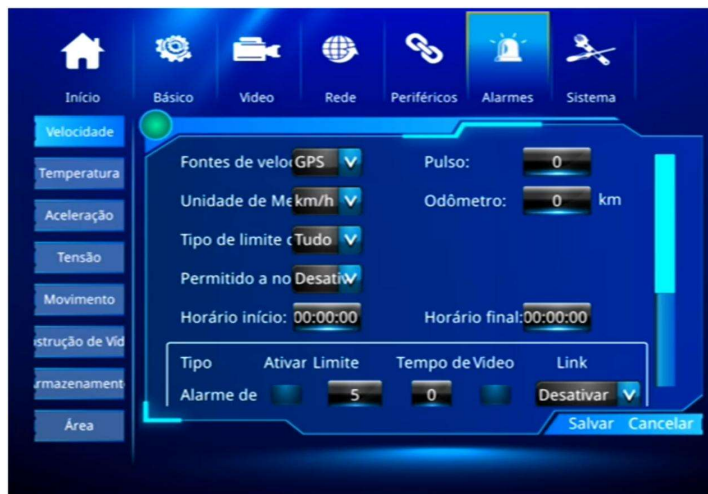 Início Básico Video Rede Periféricos Alarmes Sistema
Velocidade
Temperatura
Aceleração
Tensão
Movimento
strução de Víd
rmazenament
Área
Fontes de velo GPS Pulso: 0
Unidade de Me km/h Odômetro: 0 km
Tipo de limite d Tudo
Permitido a no Desativ
Horário início: 00:00:00 Horário final: 00:00:00
Tipo Ativar Limite Tempo de Video Link
Alarme de 5 0 Desativar
Salvar Cancelar